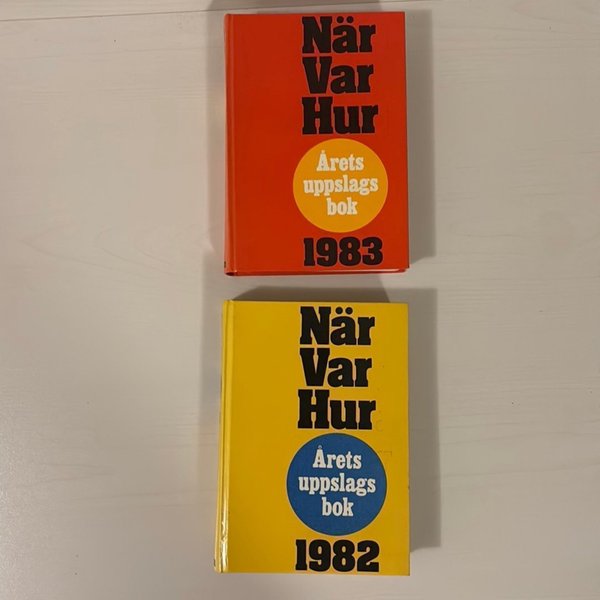 När
Var
Hur
Årets
uppslags
bok
1983
När
Var
Hur
Årets
uppslags
bok
1982